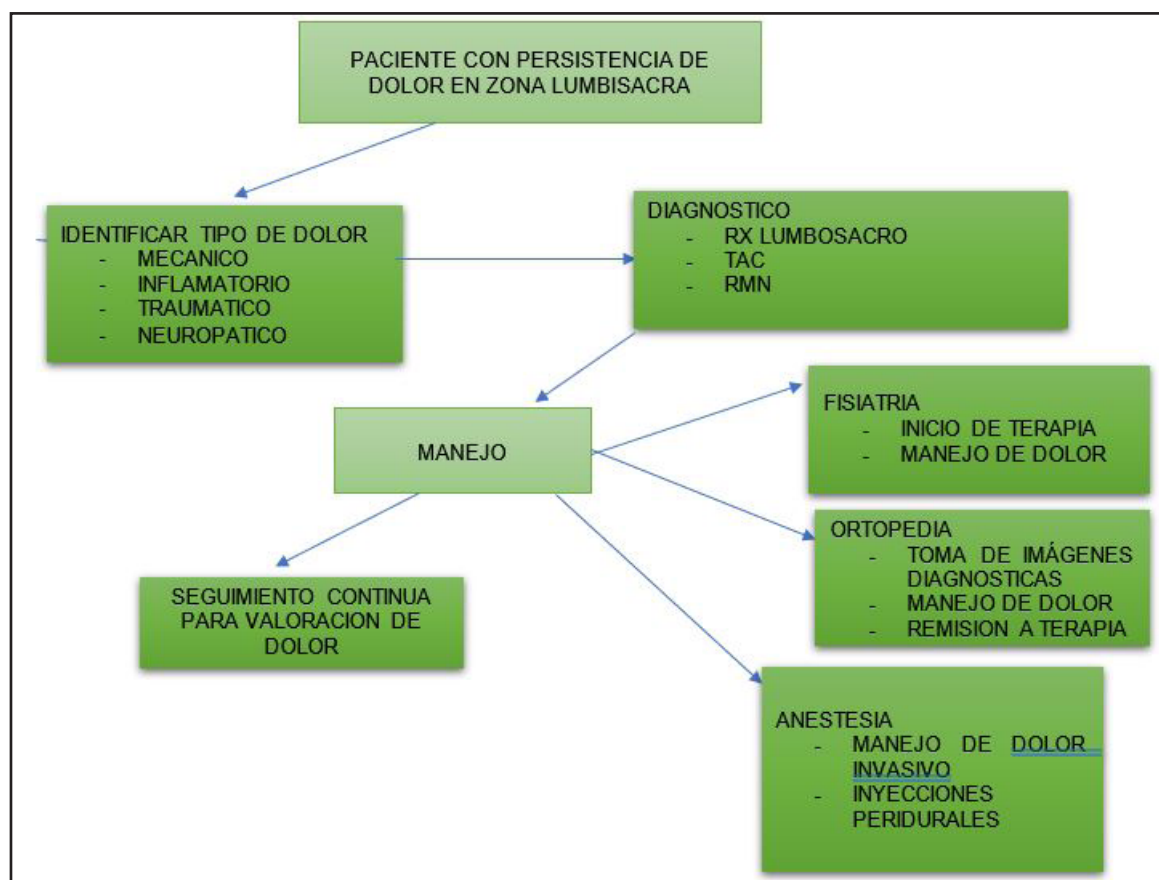 PACIENTE CON PERSISTENCIA DE
DOLOR EN ZONA LUMBISACRA
IDENTIFICAR TIPO DE DOLOR
- MECANICO
- INFLAMATORIO
- TRAUMATICO
- NEUROPATICO
DIAGNOSTICO
- RX LUMBOSACRO
- TAC
- RMN
MANEJO
FISIATRIA
- INICIO DE TERAPIA
- MANEJO DE DOLOR
ORTOPEDIA
- TOMA DE IMÁGENES
DIAGNOSTICAS
- MANEJO DE DOLOR
- REMISION A TERAPIA
SEGUIMIENTO CONTINUA
PARA VALORACION DE
DOLOR
ANESTESIA
- MANEJO DE DOLOR
INVASIVO
- INYECCIONES
PERIDURALES